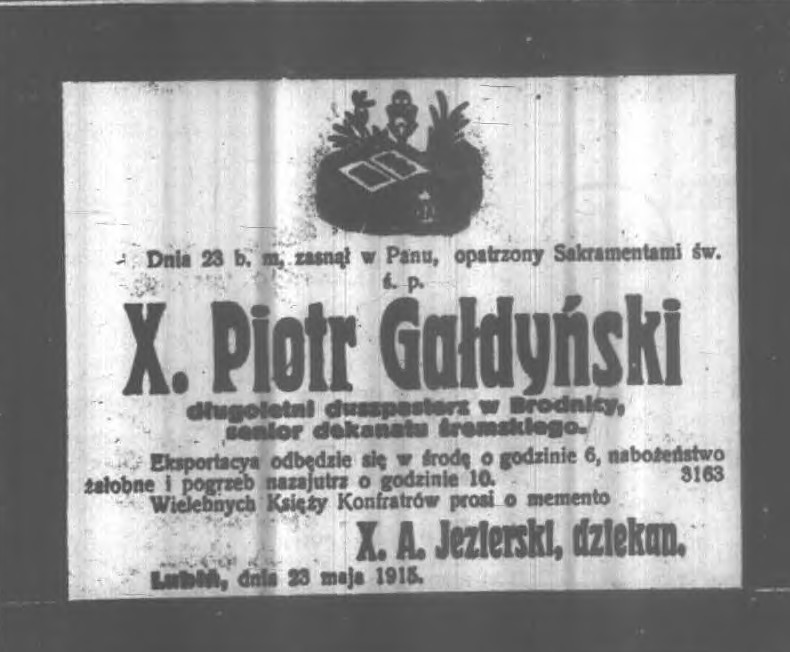 Dnia 23 b. m, zasnął w Panu, opatrzony Sakramentami św.
ś. p.
X. Piotr Gałdyński
długoletni duszpasterz w Brodnicy,
senior dekanatu śremskiego.
Eksportacya odbędzie się w środę o godzinie 6, nabożeństwo
żałobne i pogrzeb nazajutrz o godzinie 10. 3163
Wielebnych Księży Konfratrów prosi o memento
X. A. Jezierski, dziekan.
Lubiń, dnia 23 maja 1915.